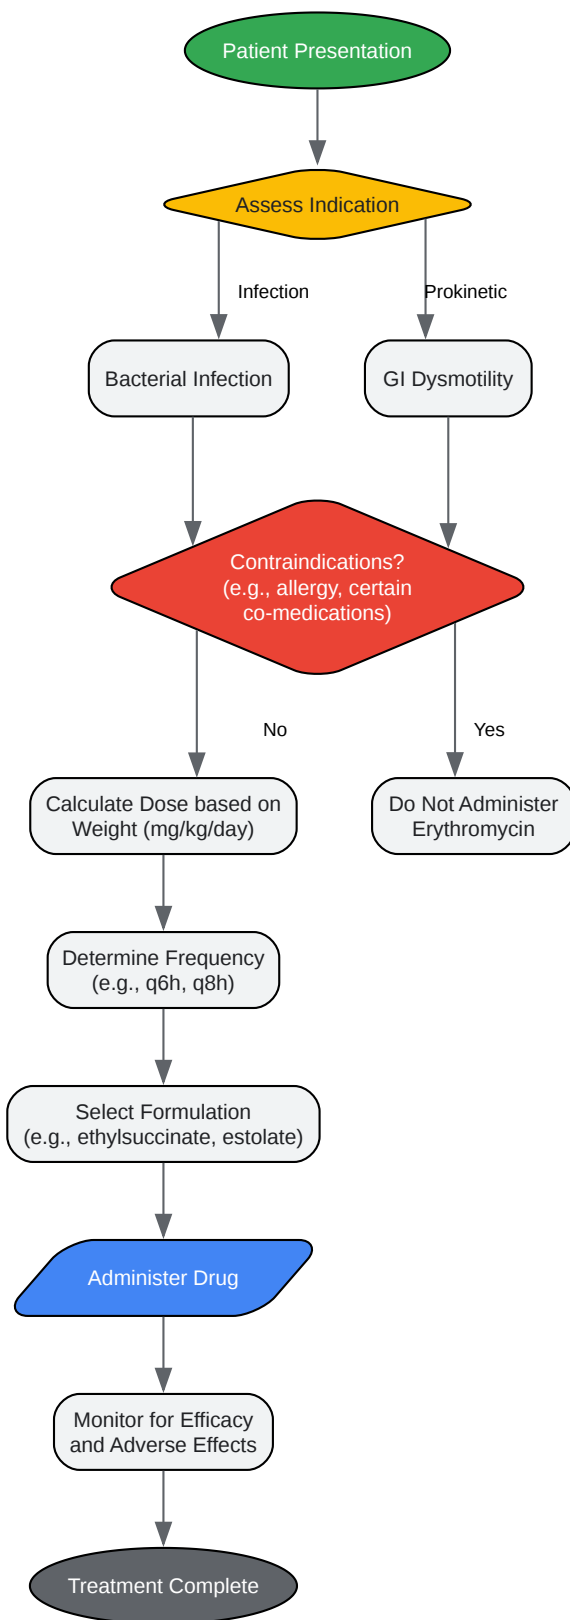 Patient Presentation
Assess Indication
Infection
Prokinetic
Bacterial Infection
GI Dysmotility
Contraindications?
(e.g., allergy, certain
co-medications)
No
Yes
Calculate Dose based on
Weight (mg/kg/day)
Do Not Administer
Erythromycin
Determine Frequency
(e.g., q6h, q8h)
Select Formulation
(e.g., ethylsuccinate, estolate)
Administer Drug
Monitor for Efficacy
and Adverse Effects
Treatment Complete